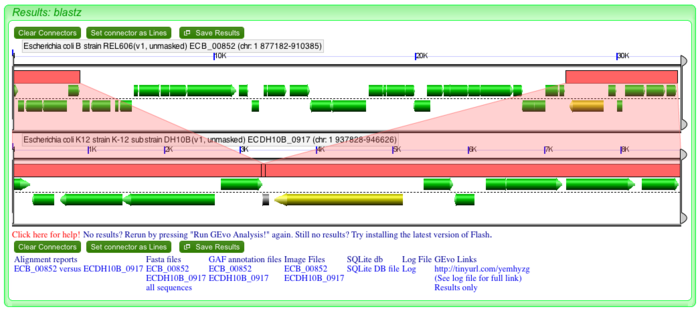 Results: blastz
Clear Connectors Set connector as Lines Save Results
Escherichia coli B strain REL606(v1, unmasked) ECB_00852 (chr: 1 877182-910385)
10K 20K 30K
Escherichia coli K12 strain K-12 substrain DH10B(v1, unmasked) ECDH10B_0917 (chr: 1 937828-946626)
1K 2K 3K 4K 5K 6K 7K 8K
Click here for help! No results? Rerun by pressing "Run GEvo Analysis!" again. Still no results? Try installing the latest version of Flash.
Clear Connectors Set connector as Lines Save Results
Alignment reports Fasta files GAF annotation files Image Files SQLite db Log File GEvo Links
ECB_00852 versus ECDH10B_0917 ECB_00852 ECB_00852 ECB_00852 SQLite DB file Log http://tinyurl.com/yemhyzg
ECDH10B_0917 ECDH10B_0917 ECDH10B_0917 (See log file for full link)
all sequences Results only